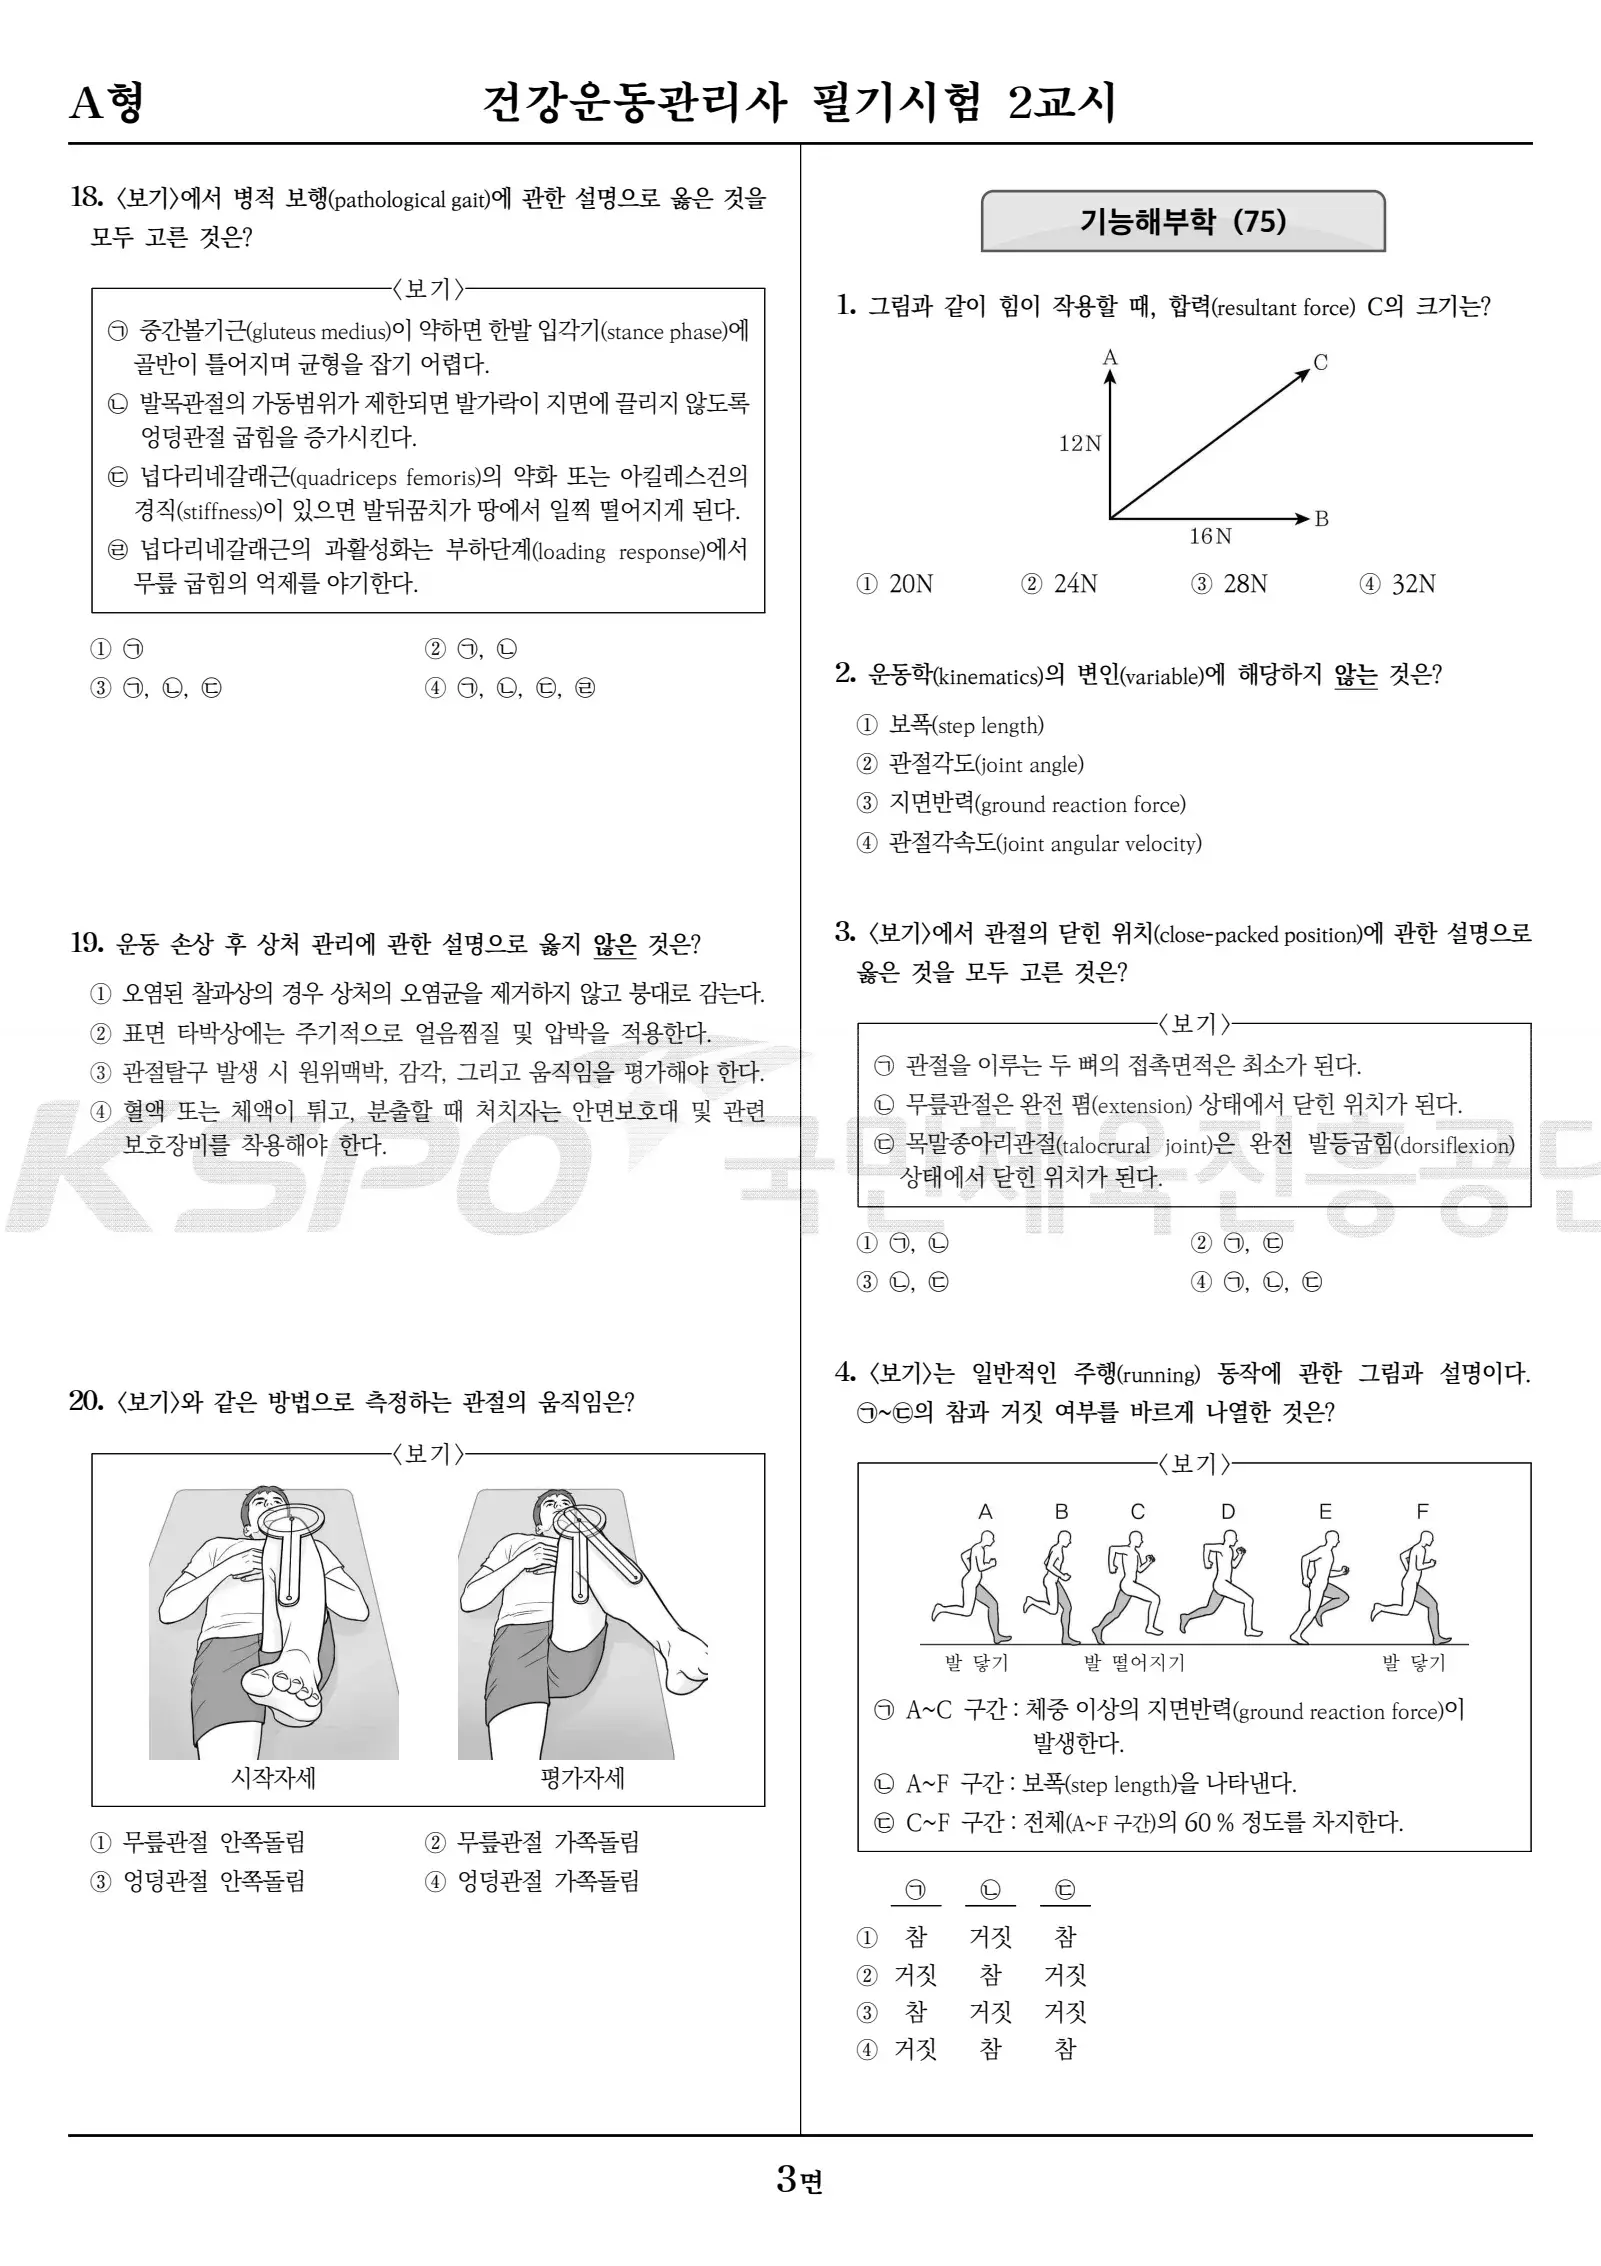 A형
건강운동관리사 필기시험 2교시
18. 〈보기〉에서 병적 보행(pathological gait)에 관한 설명으로 옳은 것을
모두 고른 것은?
〈보기〉
㉠ 중간볼기근(gluteus medius)이 약하면 한발 입각기(stance phase)에
골반이 틀어지며 균형을 잡기 어렵다.
㉡ 발목관절의 가동범위가 제한되면 발가락이 지면에 끌리지 않도록
엉덩관절 굽힘을 증가시킨다.
㉢ 넙다리네갈래근(quadriceps femoris)의 약화 또는 아킬레스건의
경직(stiffness)이 있으면 발뒤꿈치가 땅에서 일찍 떨어지게 된다.
㉣ 넙다리네갈래근의 과활성화는 부하단계(loading response)에서
무릎 굽힘의 억제를 야기한다.
① ㉠ ② ㉠, ㉡
③ ㉠, ㉡, ㉢ ④ ㉠, ㉡, ㉢, ㉣
19. 운동 손상 후 상처 관리에 관한 설명으로 옳지 않은 것은?
① 오염된 찰과상의 경우 상처의 오염균을 제거하지 않고 붕대로 감는다.
② 표면 타박상에는 주기적으로 얼음찜질 및 압박을 적용한다.
③ 관절탈구 발생 시 원위맥박, 감각, 그리고 움직임을 평가해야 한다.
④ 혈액 또는 체액이 튀고, 분출할 때 처치자는 안면보호대 및 관련
보호장비를 착용해야 한다.
20. 〈보기〉와 같은 방법으로 측정하는 관절의 움직임은?
〈보기〉
시작자세 평가자세
① 무릎관절 안쪽돌림 ② 무릎관절 가쪽돌림
③ 엉덩관절 안쪽돌림 ④ 엉덩관절 가쪽돌림
기능해부학 (75)
1. 그림과 같이 힘이 작용할 때, 합력(resultant force) C의 크기는?
A
C
12N
B
16N
① 20N ② 24N ③ 28N ④ 32N
2. 운동학(kinematics)의 변인(variable)에 해당하지 않는 것은?
① 보폭(step length)
② 관절각도(joint angle)
③ 지면반력(ground reaction force)
④ 관절각속도(joint angular velocity)
3. 〈보기〉에서 관절의 닫힌 위치(close-packed position)에 관한 설명으로
옳은 것을 모두 고른 것은?
〈보기〉
㉠ 관절을 이루는 두 뼈의 접촉면적은 최소가 된다.
㉡ 무릎관절은 완전 폄(extension) 상태에서 닫힌 위치가 된다.
㉢ 목말종아리관절(talocrural joint)은 완전 발등굽힘(dorsiflexion)
상태에서 닫힌 위치가 된다.
① ㉠, ㉡ ② ㉠, ㉢
③ ㉡, ㉢ ④ ㉠, ㉡, ㉢
4. 〈보기〉는 일반적인 주행(running) 동작에 관한 그림과 설명이다.
㉠~㉢의 참과 거짓 여부를 바르게 나열한 것은?
〈보기〉
A B C D E F
발 닿기 발 떨어지기 발 닿기
㉠ A~C 구간 : 체중 이상의 지면반력(ground reaction force)이
발생한다.
㉡ A~F 구간 : 보폭(step length)을 나타낸다.
㉢ C~F 구간 : 전체(A~F 구간)의 60 % 정도를 차지한다.
㉠ ㉡ ㉢
① 참 거짓 참
② 거짓 참 거짓
③ 참 거짓 거짓
④ 거짓 참 참
KSPO 국민체육진흥공단
3면